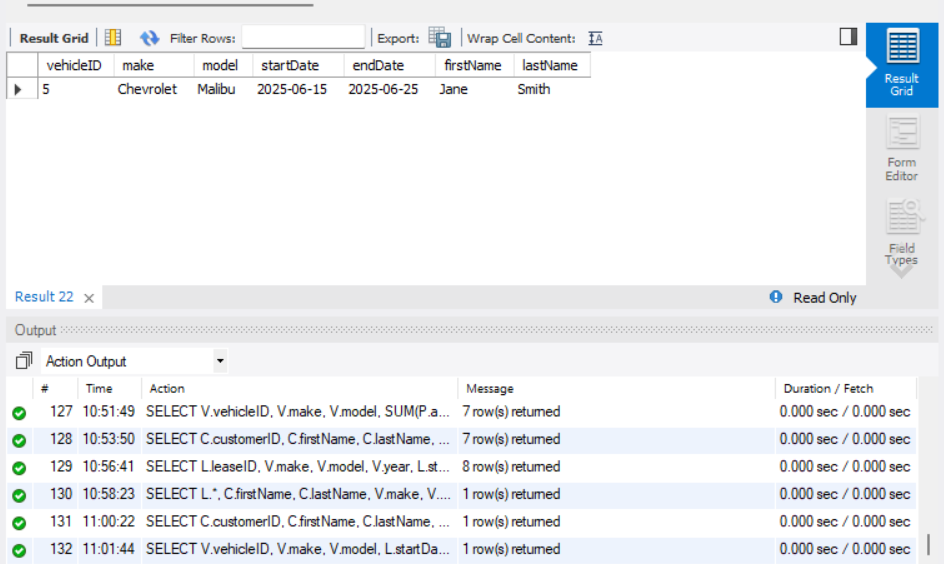 Result Grid Filter Rows: Export: Wrap Cell Content: IA
Result Grid
vehicleID make model startDate endDate firstName lastName
5 Chevrolet Malibu 2025-06-15 2025-06-25 Jane Smith
Form Editor
Field Types
Result 22 × Read Only
Output
Action Output
# Time Action Message Duration / Fetch
127 10:51:49 SELECT V.vehicleID, V.make, V.model, SUM(P.a... 7 row(s) returned 0.000 sec / 0.000 sec
128 10:53:50 SELECT C.customerID, C.firstName, C.lastName, ... 7 row(s) returned 0.000 sec / 0.000 sec
129 10:56:41 SELECT L.leaseID, V.make, V.model, V.year, L.st... 8 row(s) returned 0.000 sec / 0.000 sec
130 10:58:23 SELECT L.*, C.firstName, C.lastName, V.make, V.... 1 row(s) returned 0.000 sec / 0.000 sec
131 11:00:22 SELECT C.customerID, C.firstName, C.lastName, ... 1 row(s) returned 0.000 sec / 0.000 sec
132 11:01:44 SELECT V.vehicleID, V.make, V.model, L.startDa... 1 row(s) returned 0.000 sec / 0.000 sec